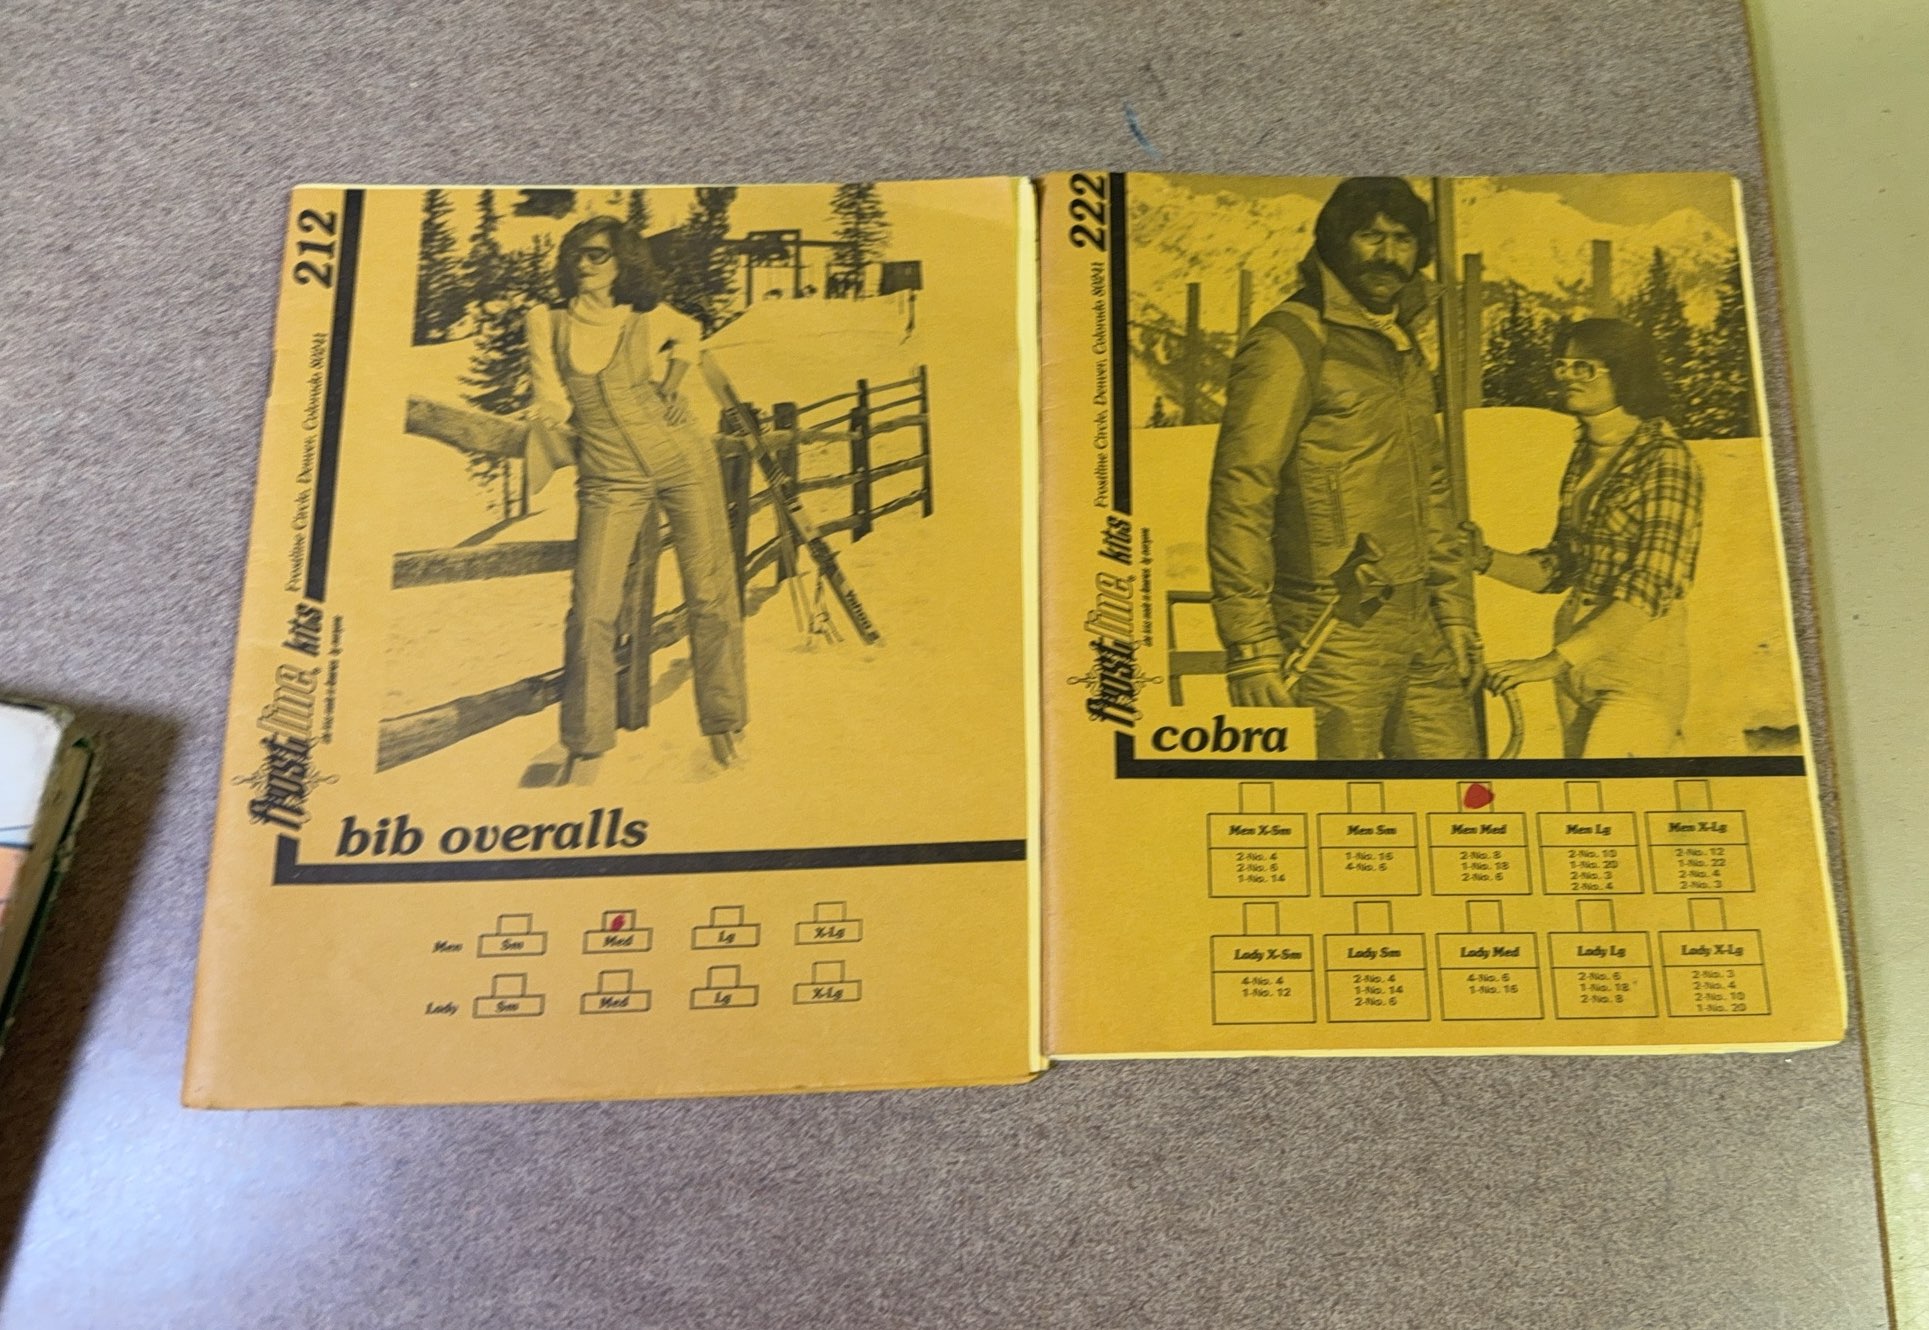 212
Frostline Circle, Denver, Colorado 80241
frostline kits
bib overalls
Men
Sm
Med
Lg
X-Lg
Lady
Sm
Med
Lg
X-Lg
222
Frostline Circle, Denver, Colorado 80241
frostline kits
cobra
Men X-Sm
2-No. 4
2-No. 6
1-No. 14
Men Sm
1-No. 16
4-No. 6
Men Med
2-No. 8
1-No. 18
2-No. 6
Men Lg
2-No. 10
1-No. 20
2-No. 3
2-No. 4
Men X-Lg
2-No. 12
1-No. 22
2-No. 4
2-No. 3
Lady X-Sm
4-No. 4
1-No. 12
Lady Sm
2-No. 4
1-No. 14
2-No. 6
Lady Med
4-No. 6
1-No. 16
Lady Lg
2-No. 6
1-No. 18
2-No. 8
Lady X-Lg
2-No. 3
2-No. 4
2-No. 10
1-No. 20